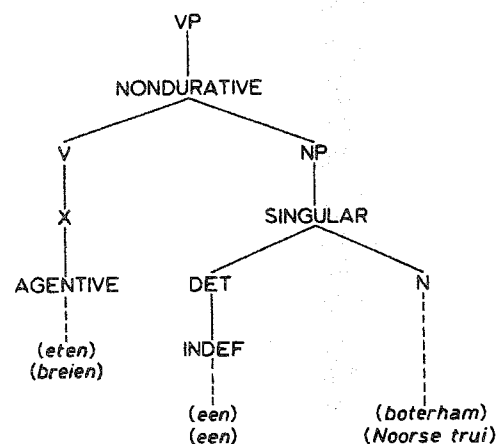 VP
NONDURATIVE
V NP
X SINGULAR
AGENTIVE DET N
(eten) INDEF
(breien)
(een) (boterham)
(een) (Noorse trui)